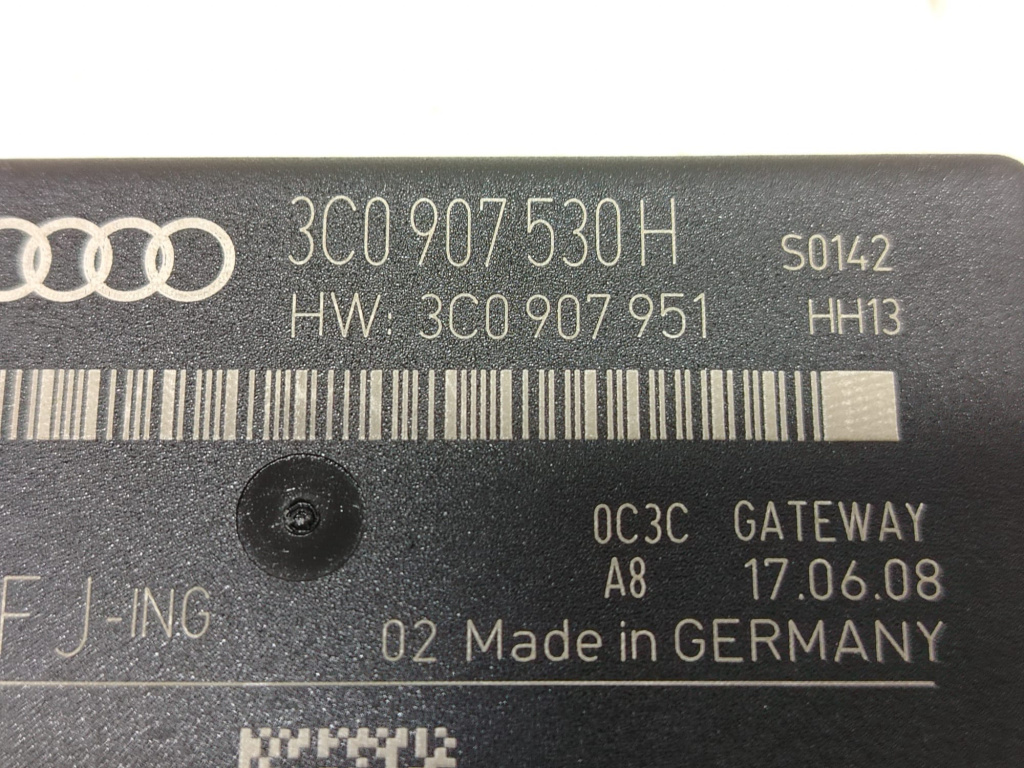 3C0 907 530 H
S0142
HW: 3C0 907 951
HH13
0C3C GATEWAY
A8 17.06.08
F J-ING
02 Made in GERMANY